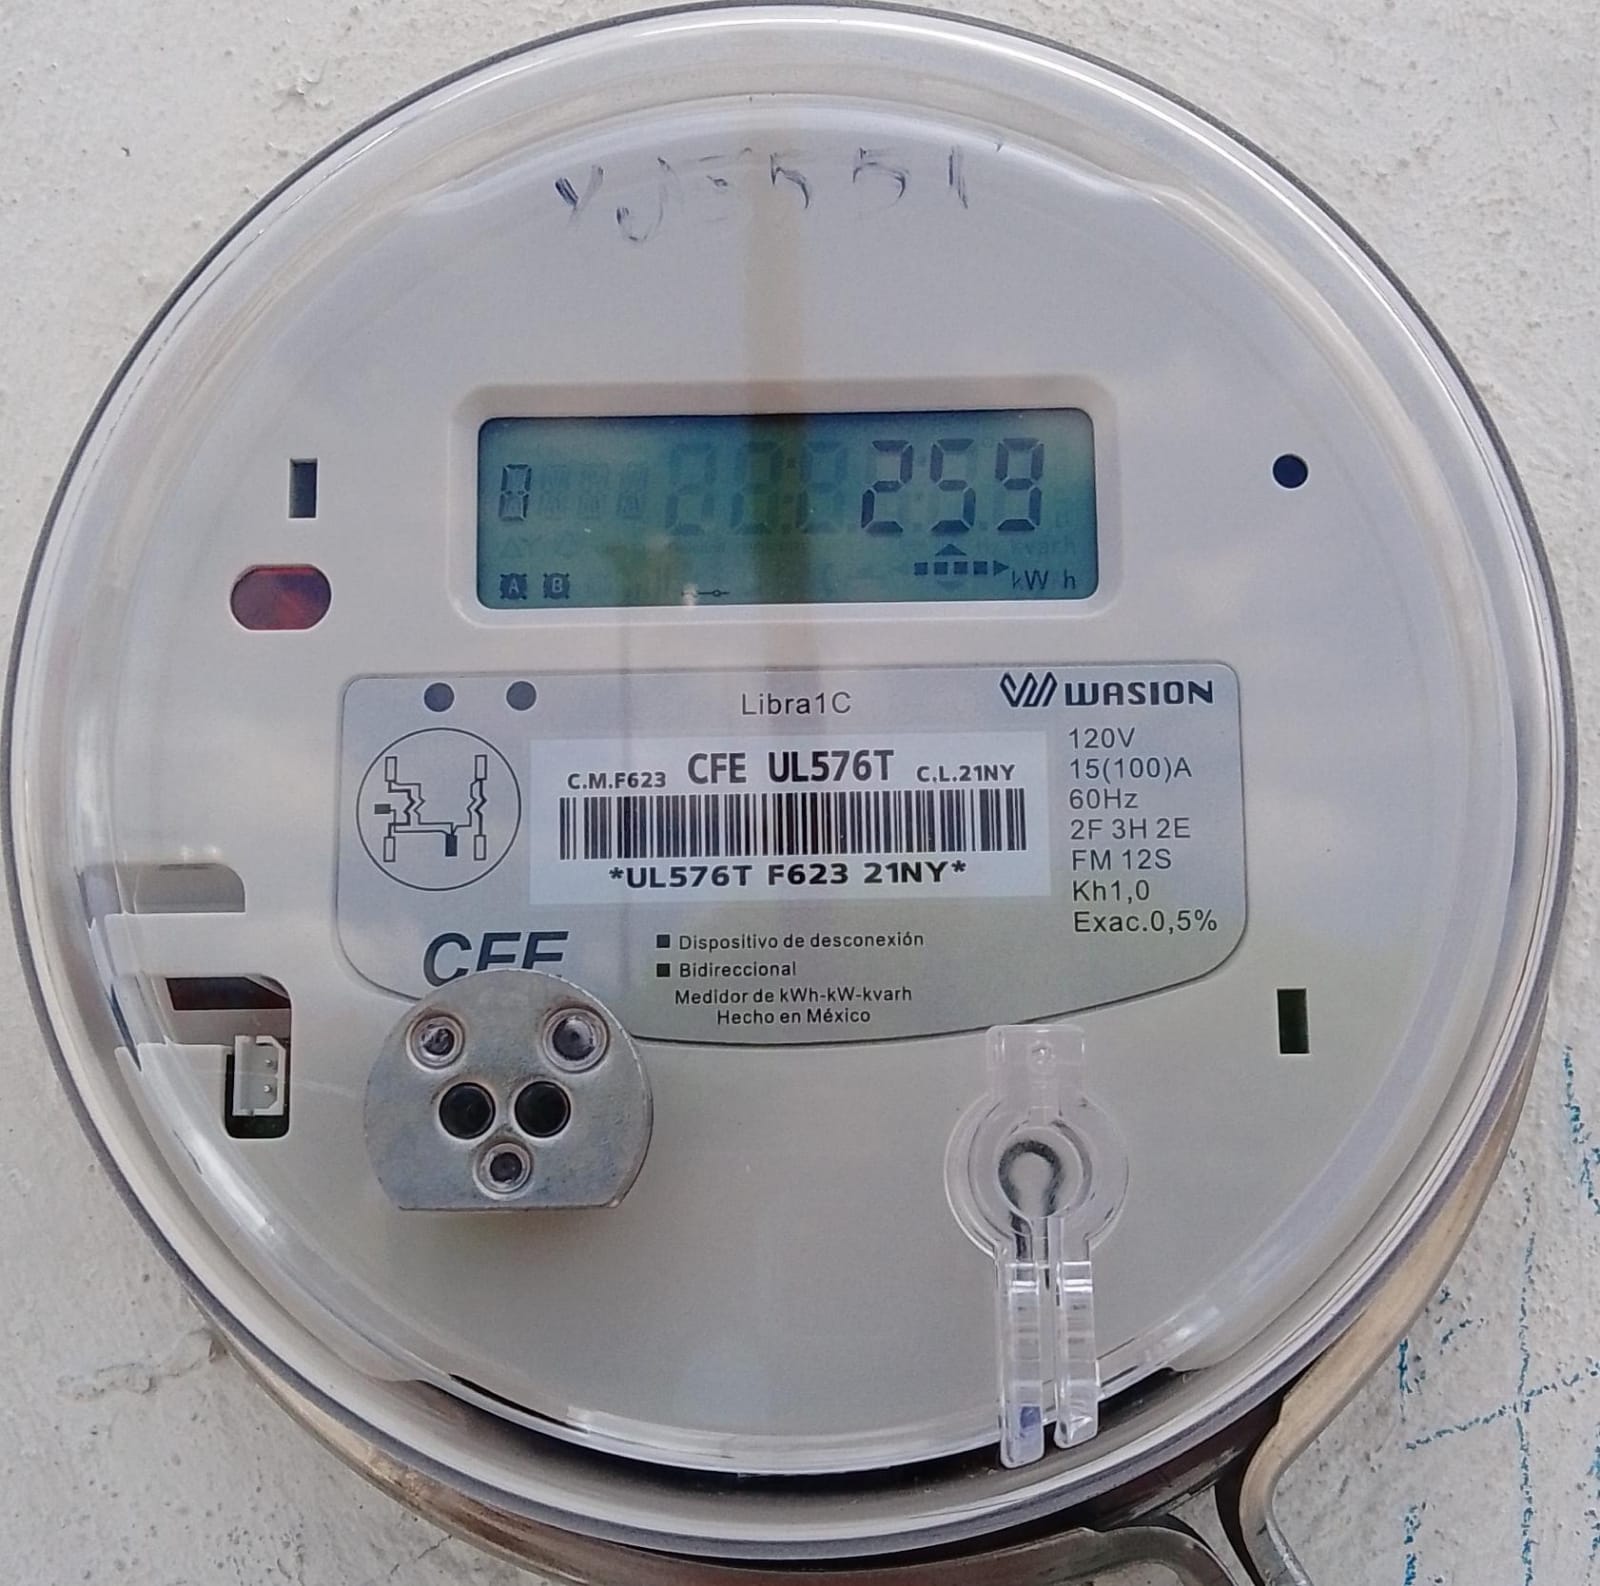 0 259
A B kW h
Libra1C
WASION
C.M.F623 CFE UL576T C.L.21NY
*UL576T F623 21NY*
120V
15(100)A
60Hz
2F 3H 2E
FM 12S
Kh1,0
Exac.0,5%
CFE
Dispositivo de desconexión
Bidireccional
Medidor de kWh-kW-kvarh
Hecho en México